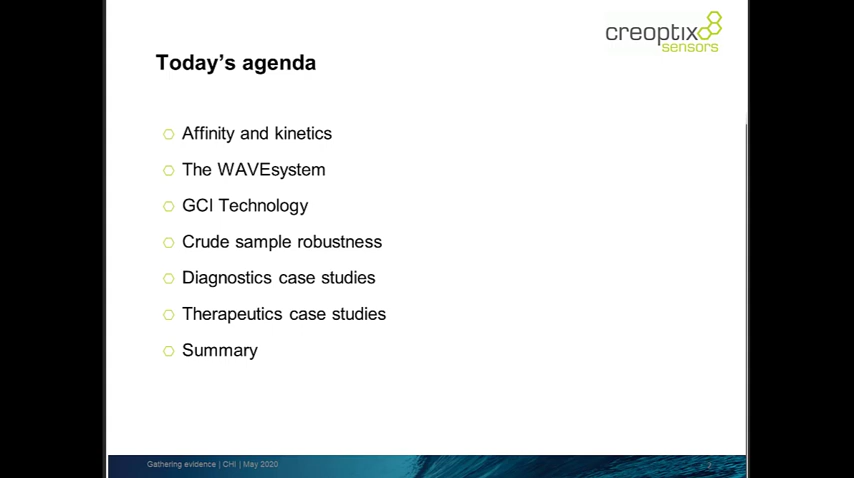 creoptix
sensors
Today's agenda
Affinity and kinetics
The WAVEsystem
GCI Technology
Crude sample robustness
Diagnostics case studies
Therapeutics case studies
Summary
Gathering evidence | CHI | May 2020
2